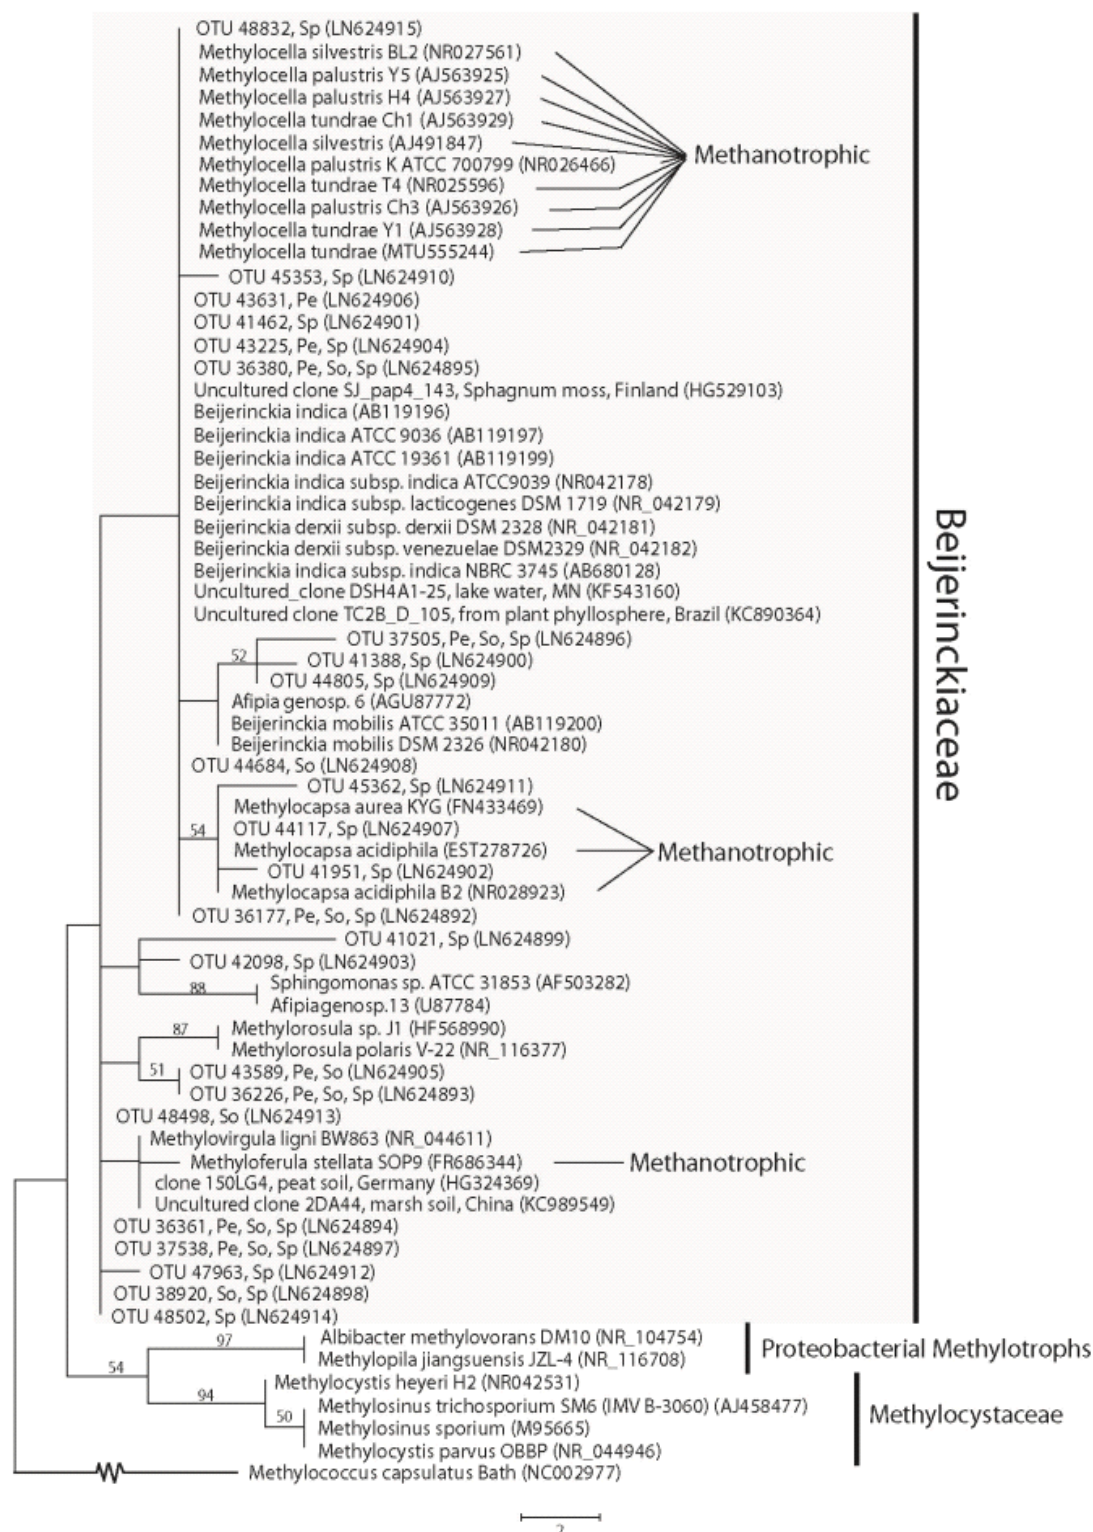 OTU 48832, Sp (LN624915)
Methylocella silvestris BL2 (NR027561)
Methylocella palustris Y5 (AJ563925)
Methylocella palustris H4 (AJ563927)
Methylocella tundrae Ch1 (AJ563929)
Methylocella silvestris (AJ491847)
Methanotrophic
Methylocella palustris K ATCC 700799 (NR026466)
Methylocella tundrae T4 (NR025596)
Methylocella palustris Ch3 (AJ563926)
Methylocella tundrae Y1 (AJ563928)
Methylocella tundrae (MTU555244)
OTU 45353, Sp (LN624910)
OTU 43631, Pe (LN624906)
OTU 41462, Sp (LN624901)
OTU 43225, Pe, Sp (LN624904)
OTU 36380, Pe, So, Sp (LN624895)
Uncultured clone SJ_pap4_143, Sphagnum moss, Finland (HG529103)
Beijerinckia indica (AB119196)
Beijerinckia indica ATCC 9036 (AB119197)
Beijerinckia indica ATCC 19361 (AB119199)
Beijerinckia indica subsp. indica ATCC9039 (NR042178)
Beijerinckia indica subsp. lacticogenes DSM 1719 (NR_042179)
Beijerinckia derxii subsp. derxii DSM 2328 (NR_042181)
Beijerinckia derxii subsp. venezuelae DSM2329 (NR_042182)
Beijerinckia indica subsp. indica NBRC 3745 (AB680128)
Uncultured_clone DSH4A1-25, lake water, MN (KF543160)
Uncultured clone TC2B_D_105, from plant phyllosphere, Brazil (KC890364)
Beijerinckiaceae
OTU 37505, Pe, So, Sp (LN624896)
52
OTU 41388, Sp (LN624900)
OTU 44805, Sp (LN624909)
Afipia genosp. 6 (AGU87772)
Beijerinckia mobilis ATCC 35011 (AB119200)
Beijerinckia mobilis DSM 2326 (NR042180)
OTU 44684, So (LN624908)
OTU 45362, Sp (LN624911)
Methylocapsa aurea KYG (FN433469)
54
OTU 44117, Sp (LN624907)
Methylocapsa acidiphila (EST278726)
Methanotrophic
OTU 41951, Sp (LN624902)
Methylocapsa acidiphila B2 (NR028923)
OTU 36177, Pe, So, Sp (LN624892)
OTU 41021, Sp (LN624899)
OTU 42098, Sp (LN624903)
88
Sphingomonas sp. ATCC 31853 (AF503282)
Afipiagenosp.13 (U87784)
87
Methylorosula sp. J1 (HF568990)
Methylorosula polaris V-22 (NR_116377)
51
OTU 43589, Pe, So (LN624905)
OTU 36226, Pe, So, Sp (LN624893)
OTU 48498, So (LN624913)
Methylovirgula ligni BW863 (NR_044611)
Methyloferula stellata SOP9 (FR686344)
Methanotrophic
clone 150LG4, peat soil, Germany (HG324369)
Uncultured clone 2DA44, marsh soil, China (KC989549)
OTU 36361, Pe, So, Sp (LN624894)
OTU 37538, Pe, So, Sp (LN624897)
OTU 47963, Sp (LN624912)
OTU 38920, So, Sp (LN624898)
OTU 48502, Sp (LN624914)
97
Albibacter methylovorans DM10 (NR_104754)
Methylopila jiangsuensis JZL-4 (NR_116708)
Proteobacterial Methylotrophs
54
Methylocystis heyeri H2 (NR042531)
94
Methylosinus trichosporium SM6 (IMV B-3060) (AJ458477)
50
Methylosinus sporium (M95665)
Methylocystaceae
Methylocystis parvus OBBP (NR_044946)
Methylococcus capsulatus Bath (NC002977)